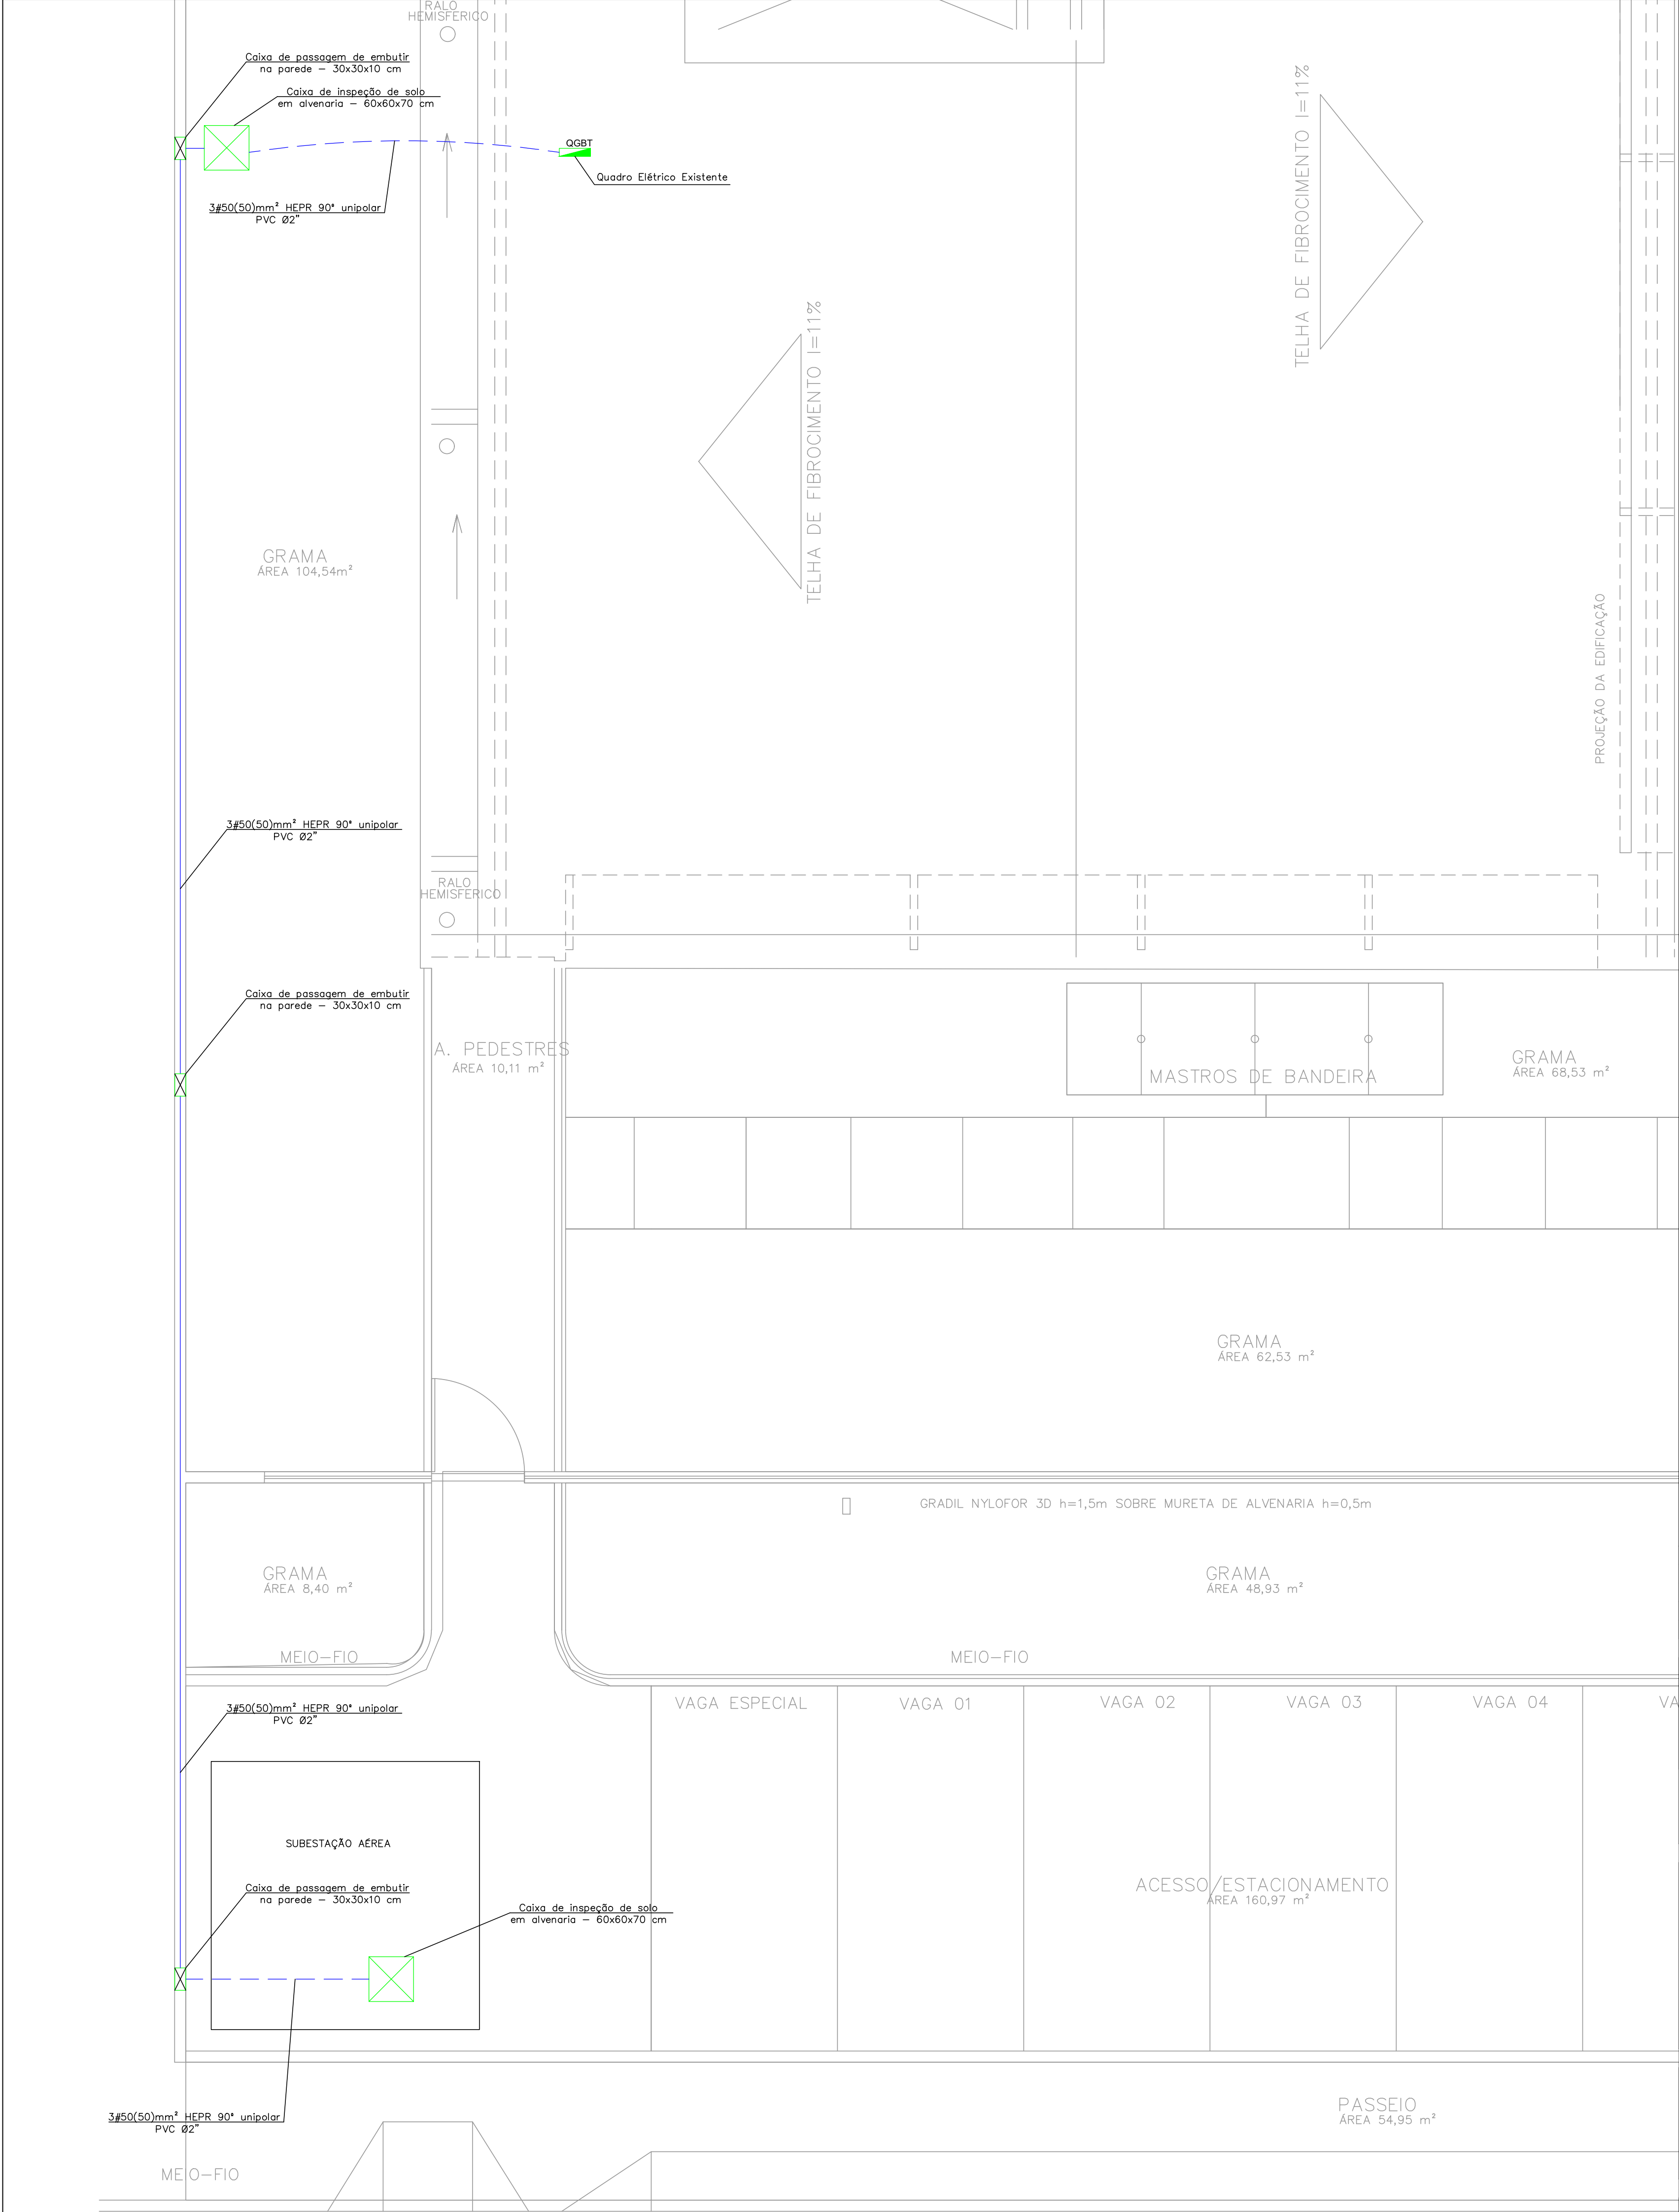 RALO
HEMISFERICO
Caixa de passagem de embutir
na parede – 30x30x10 cm
Caixa de inspeção de solo
em alvenaria – 60x60x70 cm
QGBT
Quadro Elétrico Existente
3#50(50)mm² HEPR 90° unipolar
PVC Ø2"
TELHA DE FIBROCIMENTO I=11%
TELHA DE FIBROCIMENTO I=11%
GRAMA
ÁREA 104,54m²
PROJEÇÃO DA EDIFICAÇÃO
3#50(50)mm² HEPR 90° unipolar
PVC Ø2"
RALO
HEMISFERICO
Caixa de passagem de embutir
na parede – 30x30x10 cm
A. PEDESTRES
ÁREA 10,11 m²
MASTROS DE BANDEIRA
GRAMA
ÁREA 68,53 m²
GRAMA
ÁREA 62,53 m²
GRADIL NYLOFOR 3D h=1,5m SOBRE MURETA DE ALVENARIA h=0,5m
GRAMA
ÁREA 8,40 m²
GRAMA
ÁREA 48,93 m²
MEIO-FIO
MEIO-FIO
VAGA ESPECIAL
VAGA 01
VAGA 02
VAGA 03
VAGA 04
VA
3#50(50)mm² HEPR 90° unipolar
PVC Ø2"
SUBESTAÇÃO AÉREA
Caixa de passagem de embutir
na parede – 30x30x10 cm
Caixa de inspeção de solo
em alvenaria – 60x60x70 cm
ACESSO/ESTACIONAMENTO
ÁREA 160,97 m²
3#50(50)mm² HEPR 90° unipolar
PVC Ø2"
PASSEIO
ÁREA 54,95 m²
MEIO-FIO